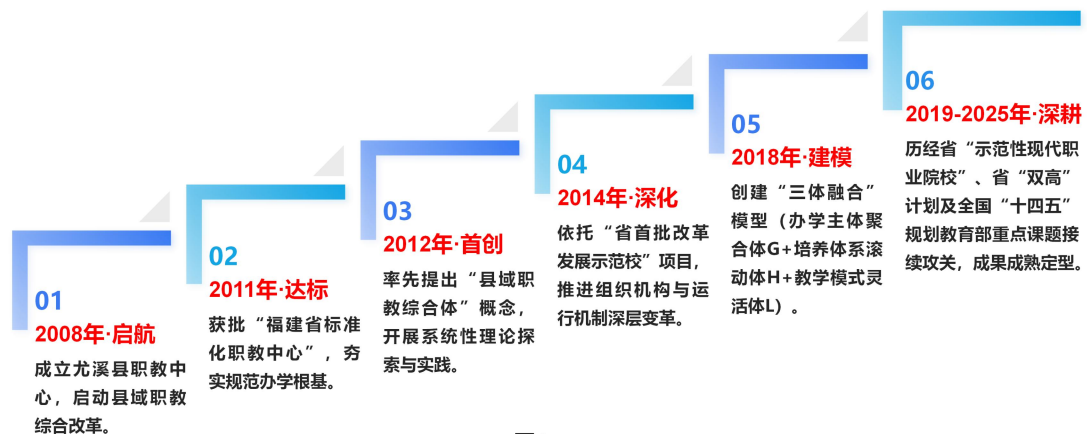 01
2008年·启航
成立尤溪县职教中
心，启动县域职教
综合改革。
02
2011年·达标
获批“福建省标准
化职教中心”，夯
实规范办学根基。
03
2012年·首创
率先提出“县域职
教综合体”概念，
开展系统性理论探
索与实践。
04
2014年·深化
依托“省首批改革
发展示范校”项目，
推进组织机构与运
行机制深层变革。
05
2018年·建模
创建“三体融合”
模型（办学主体聚
合体G+培养体系滚
动体H+教学模式灵
活体L）。
06
2019-2025年·深耕
历经省“示范性现代职
业院校”、省“双高”
计划及全国“十四五”
规划教育部重点课题接
续攻关，成果成熟定型。